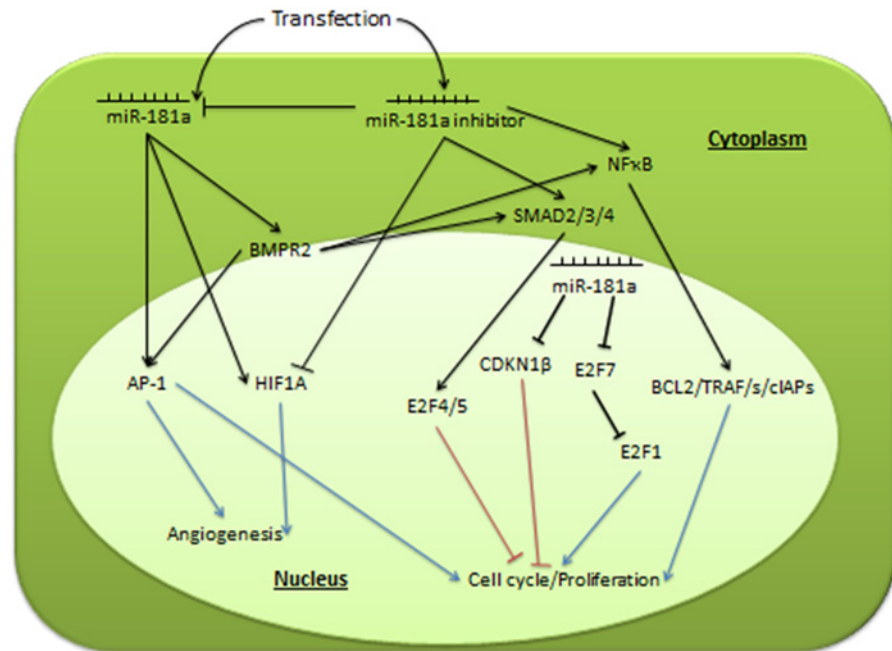 Transfection
miR-181a
miR-181a inhibitor
Cytoplasm
NFκB
SMAD2/3/4
BMPR2
miR-181a
CDKN1β
E2F7
AP-1
HIF1A
E2F4/5
BCL2/TRAF/s/cIAPs
E2F1
Angiogenesis
Nucleus
Cell cycle/Proliferation